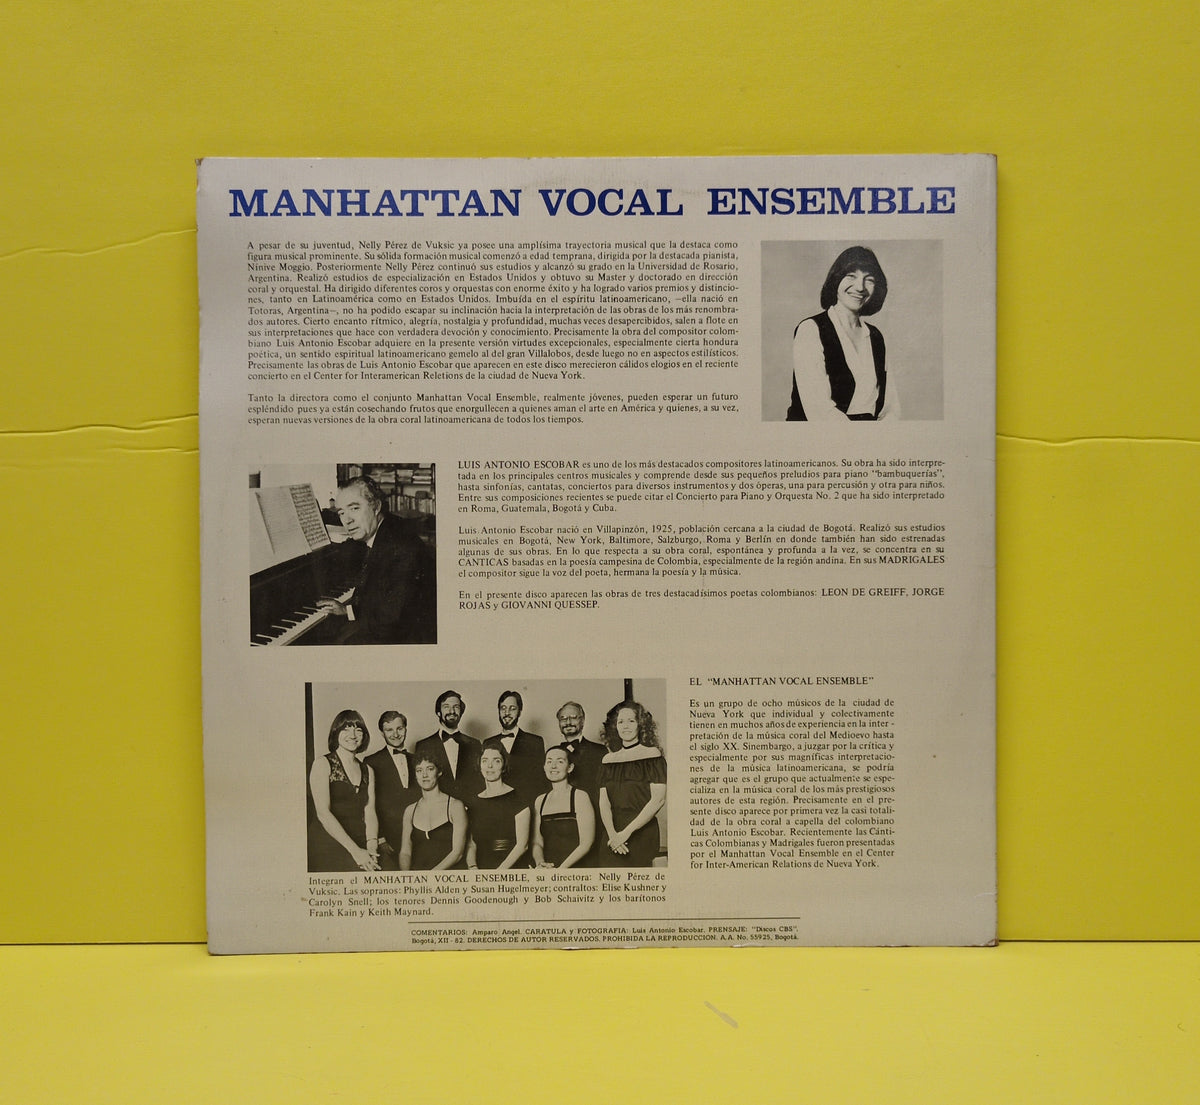 MANHATTAN VOCAL ENSEMBLE
A pesar de su juventud, Nelly Pérez de Vuksic ya posee una amplísima trayectoria musical que la destaca como
figura musical prominente. Su sólida formación musical comenzó a edad temprana, dirigida por la destacada pianista,
Nínive Moggio. Posteriormente Nelly Pérez continuó sus estudios y alcanzó su grado en la Universidad de Rosario,
Argentina. Realizó estudios de especialización en Estados Unidos y obtuvo su Master y doctorado en dirección
coral y orquestal. Ha dirigido diferentes coros y orquestas con enorme éxito y ha logrado varios premios y distincio-
nes, tanto en Latinoamérica como en Estados Unidos. Imbuída en el espíritu latinoamericano, —ella nació en
Totoras, Argentina—, no ha podido escapar su inclinación hacia la interpretación de las obras de los más renombra-
dos autores. Cierto encanto rítmico, alegría, nostalgia y profundidad, muchas veces desapercibidos, salen a flote en
sus interpretaciones que hace con verdadera devoción y conocimiento. Precisamente la obra del compositor colom-
biano Luis Antonio Escobar adquiere en la presente versión virtudes excepcionales, especialmente cierta hondura
poética, un sentido espiritual latinoamericano gemelo al del gran Villalobos, desde luego no en aspectos estilísticos.
Precisamente las obras de Luis Antonio Escobar que aparecen en este disco merecieron cálidos elogios en el reciente
concierto en el Center for Interamerican Relations de la ciudad de Nueva York.
Tanto la directora como el conjunto Manhattan Vocal Ensemble, realmente jóvenes, pueden esperar un futuro
espléndido pues ya están cosechando frutos que enorgullecen a quienes aman el arte en América y quienes, a su vez,
esperan nuevas versiones de la obra coral latinoamericana de todos los tiempos.
LUIS ANTONIO ESCOBAR es uno de los más destacados compositores latinoamericanos. Su obra ha sido interpre-
tada en los principales centros musicales y comprende desde sus pequeños preludios para piano "bambuquerías",
hasta sinfonías, cantatas, conciertos para diversos instrumentos y dos óperas, una para percusión y otra para niños.
Entre sus composiciones recientes se puede citar el Concierto para Piano y Orquesta No. 2 que ha sido interpretado
en Roma, Guatemala, Bogotá y Cuba.
Luis Antonio Escobar nació en Villapinzón, 1925, población cercana a la ciudad de Bogotá. Realizó sus estudios
musicales en Bogotá, New York, Baltimore, Salzburgo, Roma y Berlín en donde también han sido estrenadas
algunas de sus obras. En lo que respecta a su obra coral, espontánea y profunda a la vez, se concentra en su
CANTICAS basadas en la poesía campesina de Colombia, especialmente de la región andina. En sus MADRIGALES
el compositor sigue la voz del poeta, hermana la poesía y la música.
En el presente disco aparecen las obras de tres destacadísimos poetas colombianos: LEON DE GREIFF, JORGE
ROJAS y GIOVANNI QUESSEP.
EL "MANHATTAN VOCAL ENSEMBLE"
Es un grupo de ocho músicos de la ciudad de
Nueva York que individual y colectivamente
tienen en muchos años de experiencia en la inter-
pretación de la música coral del Medioevo hasta
el siglo XX. Sinembargo, a juzgar por la crítica y
especialmente por sus magníficas interpretacio-
nes de la música latinoamericana, se podría
agregar que es el grupo que actualmente se espe-
cializa en la música coral de los más prestigiosos
autores de esta región. Precisamente en el pre-
sente disco aparece por primera vez la casi totali-
dad de la obra coral a capella del colombiano
Luis Antonio Escobar. Recientemente las Cánti-
cas Colombianas y Madrigales fueron presentadas
por el Manhattan Vocal Ensemble en el Center
for Inter-American Relations de Nueva York.
Integran el MANHATTAN VOCAL ENSEMBLE, su directora: Nelly Pérez de
Vuksic. Las sopranos: Phyllis Alden y Susan Hugelmeyer; contraltos: Elise Kushner y
Carolyn Snell; los tenores Dennis Goodenough y Bob Schaivitz y los barítonos
Frank Kain y Keith Maynard.
COMENTARIOS: Amparo Angel. CARATULA y FOTOGRAFIA: Luis Antonio Escobar. PRENSAJE: "Discos CBS".
Bogotá, XII - 82. DERECHOS DE AUTOR RESERVADOS. PROHIBIDA LA REPRODUCCION. A.A. No. 55925, Bogotá.